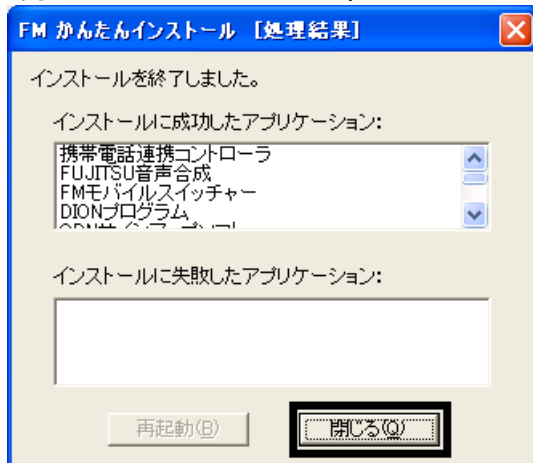 FM かんたんインストール [処理結果]
インストールを終了しました。
インストールに成功したアプリケーション:
携帯電話連携コントローラ
FUJITSU音声合成
FMモバイルスイッチャー
DIONプログラム
インストールに失敗したアプリケーション:
再起動(B)
閉じる(Q)